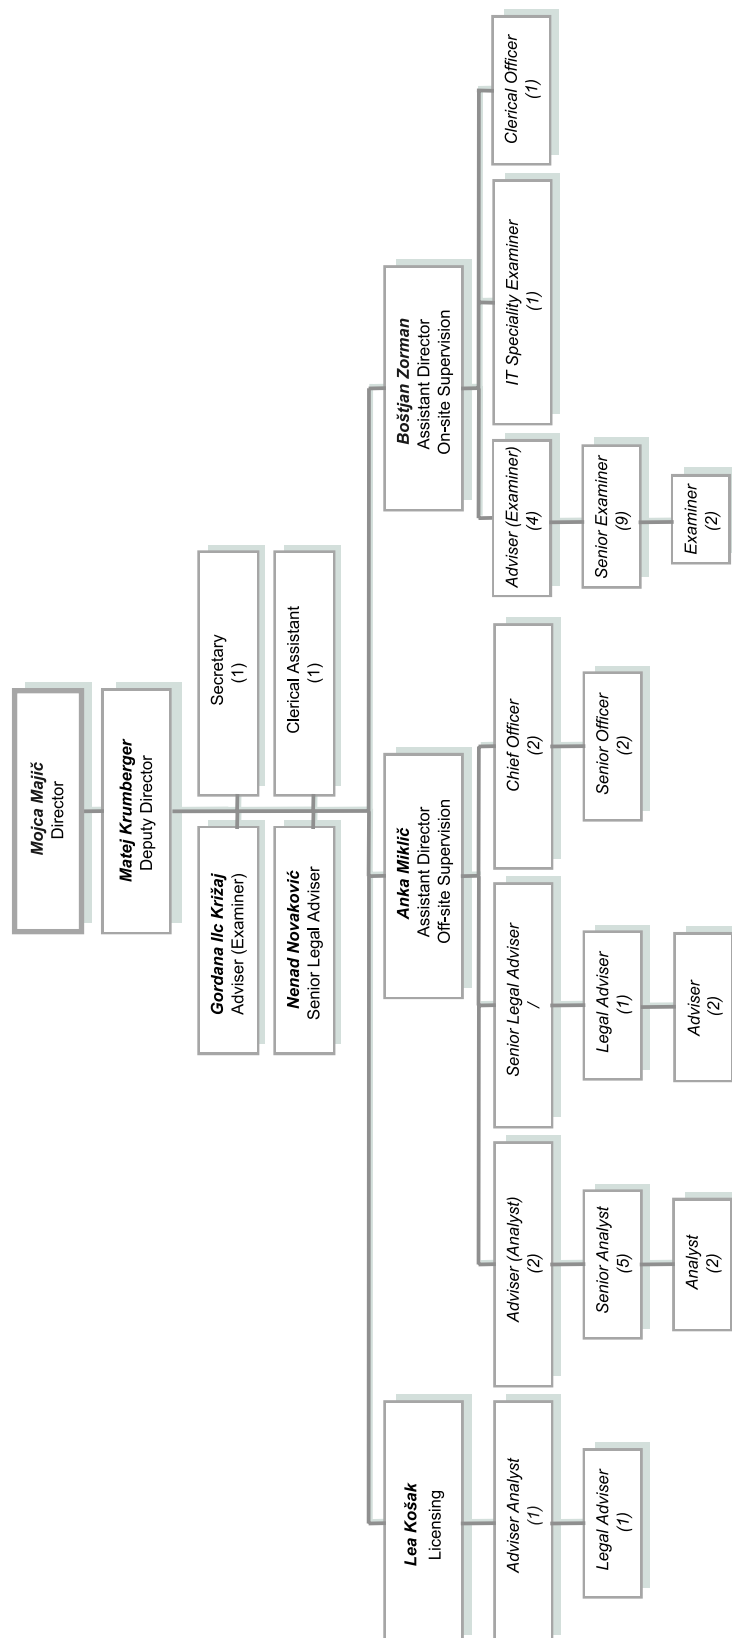 Mojca Majič
Director
Matej Krumberger
Deputy Director
Gordana Ilc Križaj
Adviser (Examiner)
Secretary
(1)
Nenad Novaković
Senior Legal Adviser
Clerical Assistant
(1)
Lea Košak
Licensing
Anka Miklič
Assistant Director
Off-site Supervision
Boštjan Zorman
Assistant Director
On-site Supervision
Adviser Analyst
(1)
Legal Adviser
(1)
Adviser (Analyst)
(2)
Senior Analyst
(5)
Analyst
(2)
Senior Legal Adviser
/
Legal Adviser
(1)
Adviser
(2)
Chief Officer
(2)
Senior Officer
(2)
Adviser (Examiner)
(4)
Senior Examiner
(9)
Examiner
(2)
IT Speciality Examiner
(1)
Clerical Officer
(1)